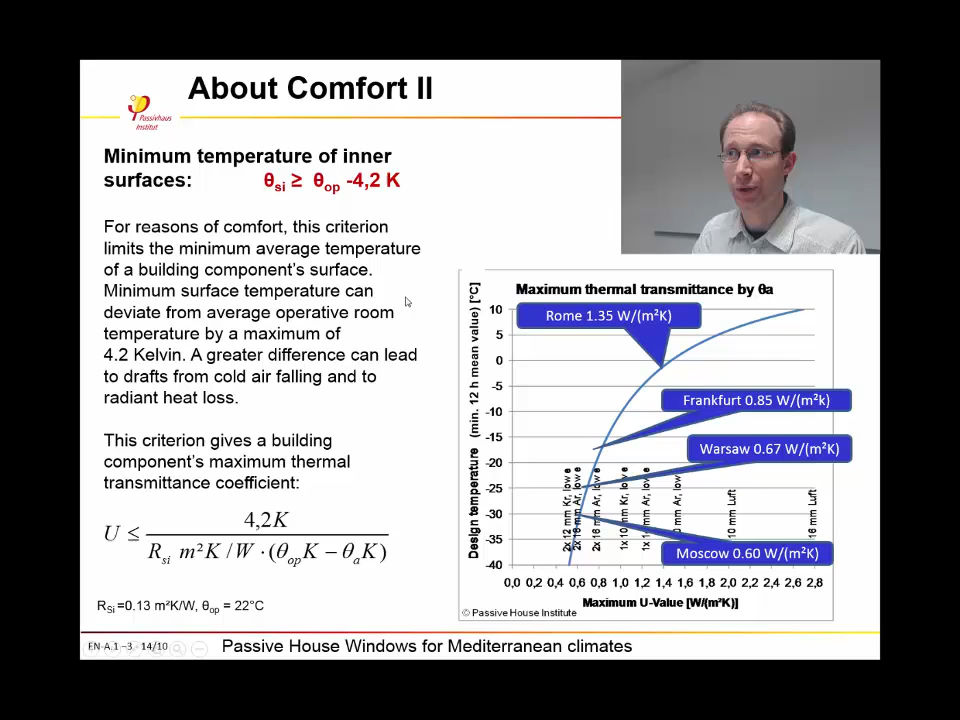 About Comfort II
Passivhaus
Institut
Minimum temperature of inner
surfaces: θsi ≥ θop -4,2 K
For reasons of comfort, this criterion
limits the minimum average temperature
of a building component's surface.
Minimum surface temperature can
deviate from average operative room
temperature by a maximum of
4.2 Kelvin. A greater difference can lead
to drafts from cold air falling and to
radiant heat loss.
This criterion gives a building
component's maximum thermal
transmittance coefficient:
U ≤ 4,2K
Rsi m²K/W·(θopK − θaK)
RSi =0.13 m²K/W, θop = 22°C
Maximum thermal transmittance by θa
Design temperature (min. 12 h mean value) [°C]
10
5
0
-5
-10
-15
-20
-25
-30
-35
-40
Rome 1.35 W/(m²K)
Frankfurt 0.85 W/(m²k)
Warsaw 0.67 W/(m²K)
Moscow 0.60 W/(m²K)
2x 12 mm Kr, low e
2x 18 mm Ar, low e
2x 16 mm Ar, low e
1x 10 mm Kr, low e
mm Ar, low e
mm Ar, low
10 mm Luft
16 mm Luft
0,0 0,2 0,4 0,6 0,8 1,0 1,2 1,4 1,6 1,8 2,0 2,2 2,4 2,6 2,8
Maximum U-Value [W/(m²K)]
© Passive House Institute
EN-A.1 –3 14/10
Passive House Windows for Mediterranean climates